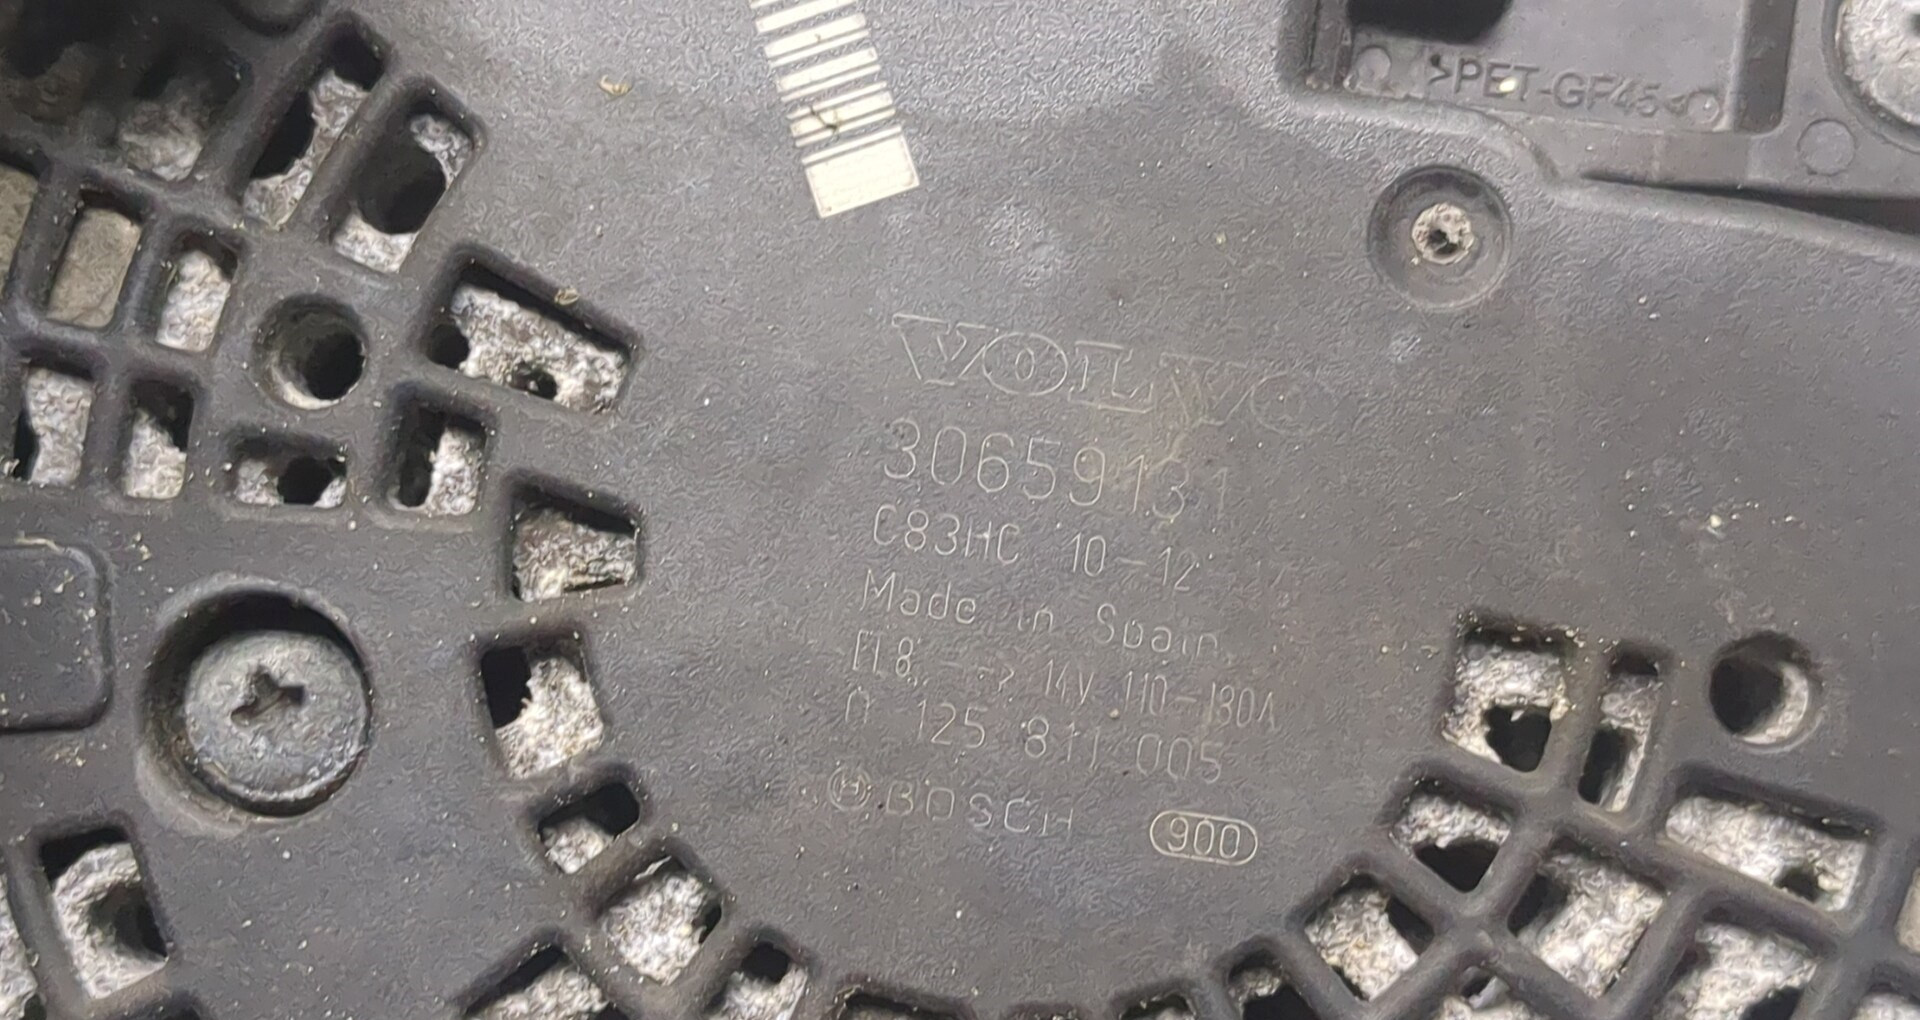 >PET-GF45<
VOLVO
30659131
C83HC 10-12
Made in Spain
EL8 --> 14V 110-180A
0 125 811 005
BOSCH
900